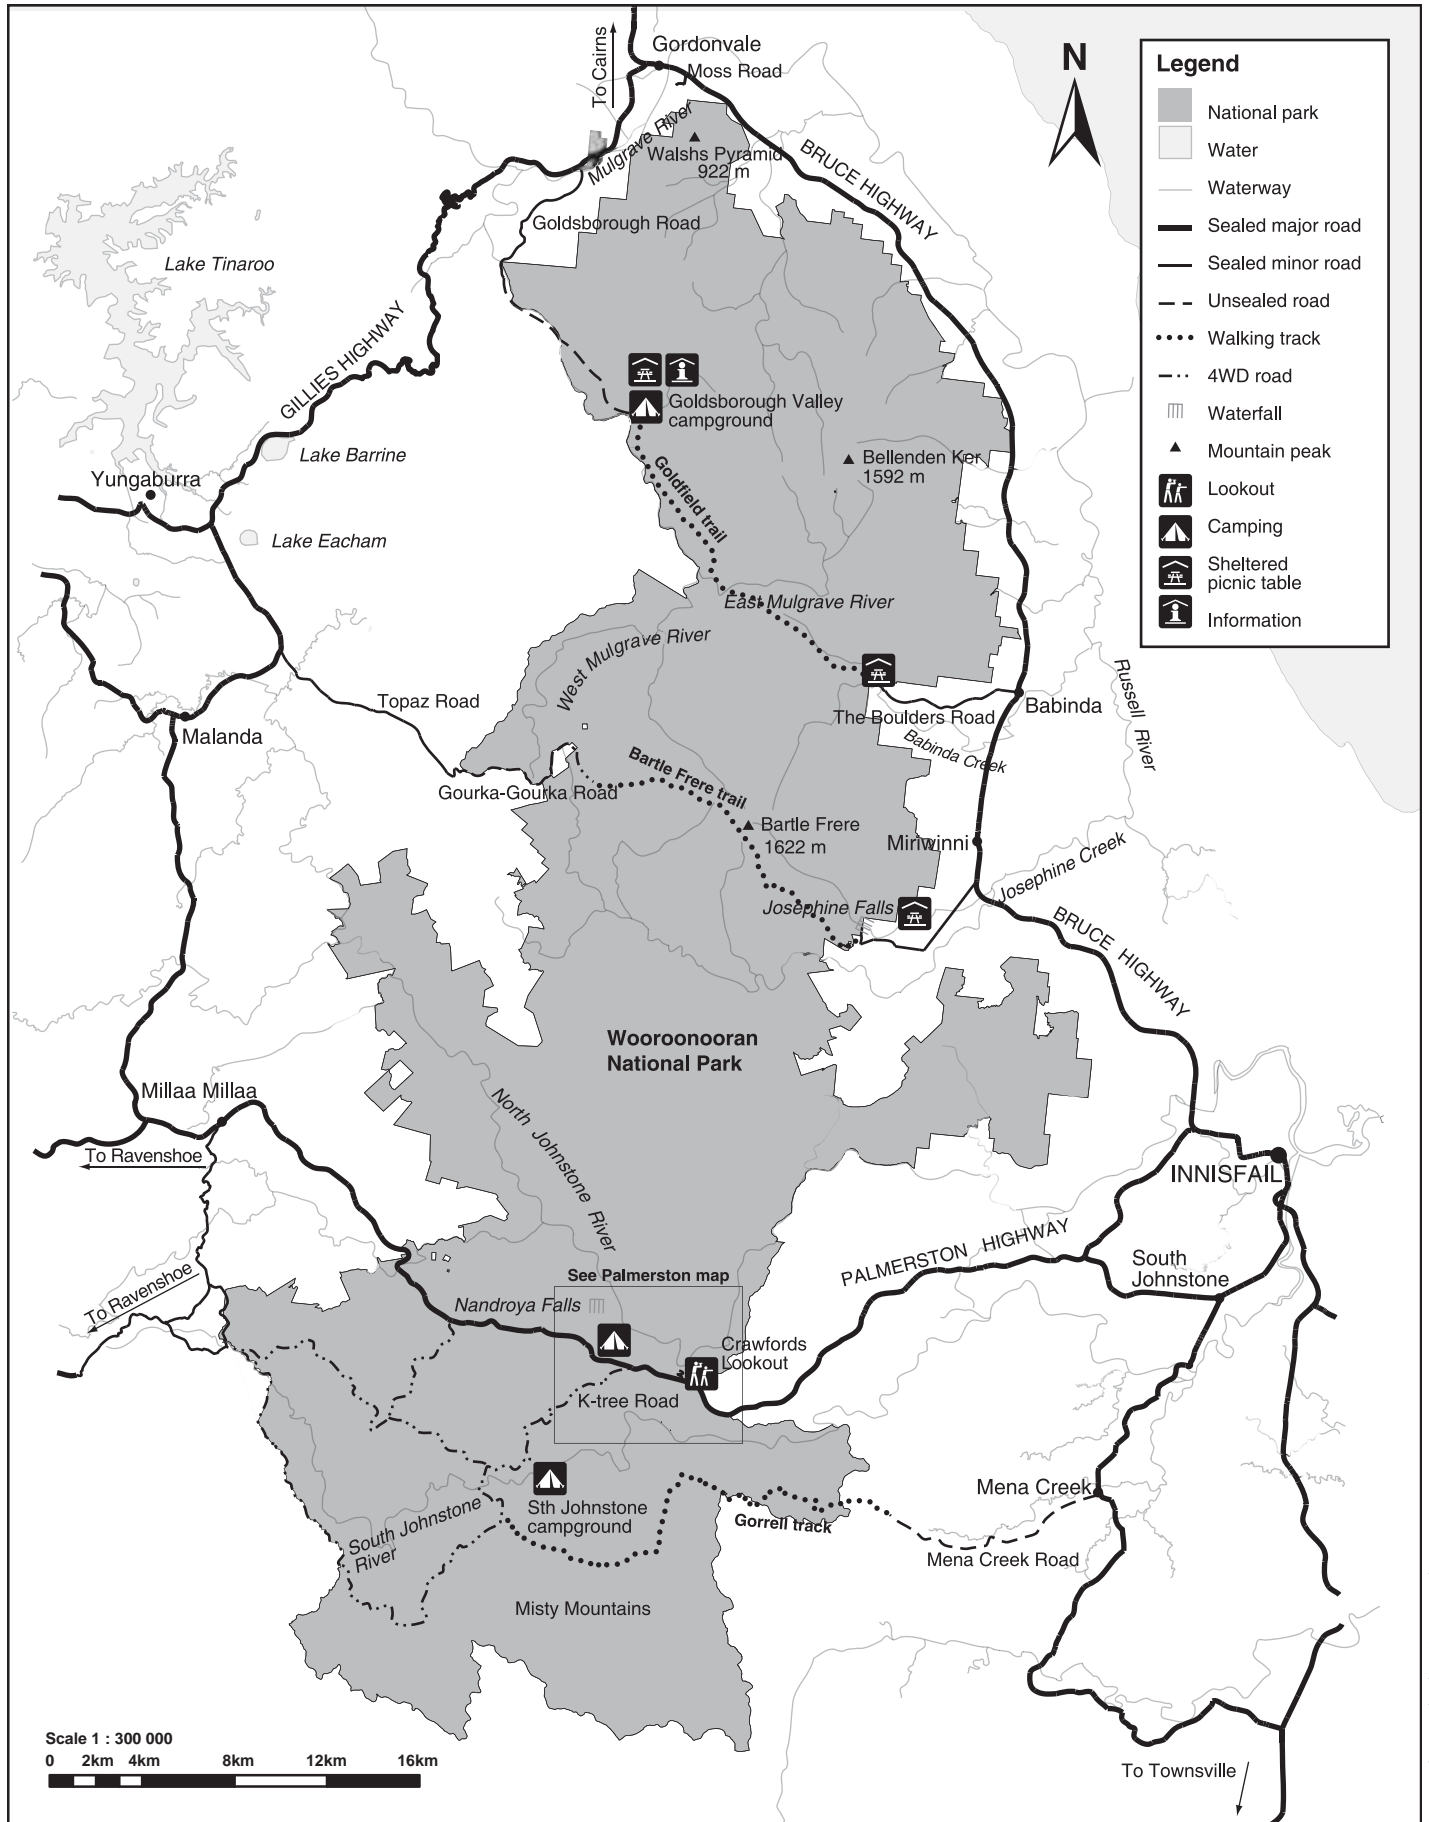 To Cairns
Gordonvale
Moss Road
N
Mulgrave River
Walshs Pyramid
922 m
BRUCE HIGHWAY
Goldsborough Road
Lake Tinaroo
GILLIES HIGHWAY
Goldsborough Valley
campground
Lake Barrine
Bellenden Ker
1592 m
Yungaburra
Goldfield trail
Lake Eacham
East Mulgrave River
West Mulgrave River
Russell River
Topaz Road
Babinda
The Boulders Road
Malanda
Babinda Creek
Bartle Frere trail
Gourka-Gourka Road
Bartle Frere
1622 m
Miriwinni
Josephine Creek
Josephine Falls
BRUCE HIGHWAY
Wooroonooran
National Park
Millaa Millaa
North Johnstone River
To Ravenshoe
INNISFAIL
PALMERSTON HIGHWAY
South
Johnstone
To Ravenshoe
See Palmerston map
Nandroya Falls
Crawfords
Lookout
K-tree Road
Mena Creek
Sth Johnstone
campground
South Johnstone
River
Gorrell track
Mena Creek Road
Misty Mountains
Scale 1 : 300 000
0 2km 4km 8km 12km 16km
To Townsville
Legend
National park
Water
Waterway
Sealed major road
Sealed minor road
Unsealed road
Walking track
4WD road
Waterfall
Mountain peak
Lookout
Camping
Sheltered
picnic table
Information